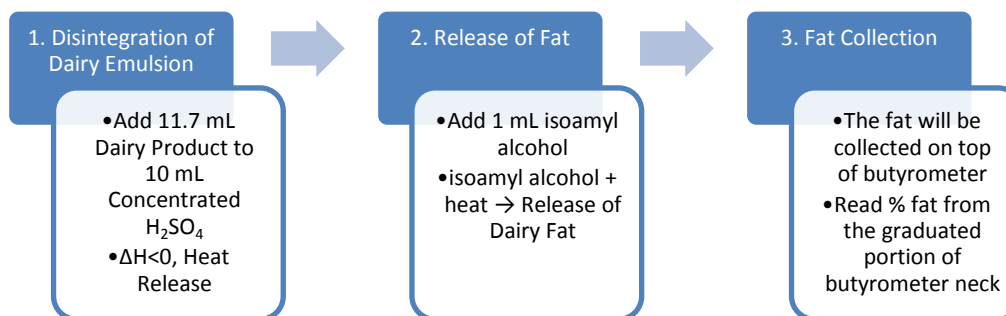 1. Disintegration of
Dairy Emulsion
•Add 11.7 mL
Dairy Product to
10 mL
Concentrated
H₂SO₄
•ΔH<0, Heat
Release
2. Release of Fat
•Add 1 mL isoamyl
alcohol
•isoamyl alcohol +
heat → Release of
Dairy Fat
3. Fat Collection
•The fat will be
collected on top
of butyrometer
•Read % fat from
the graduated
portion of
butyrometer neck